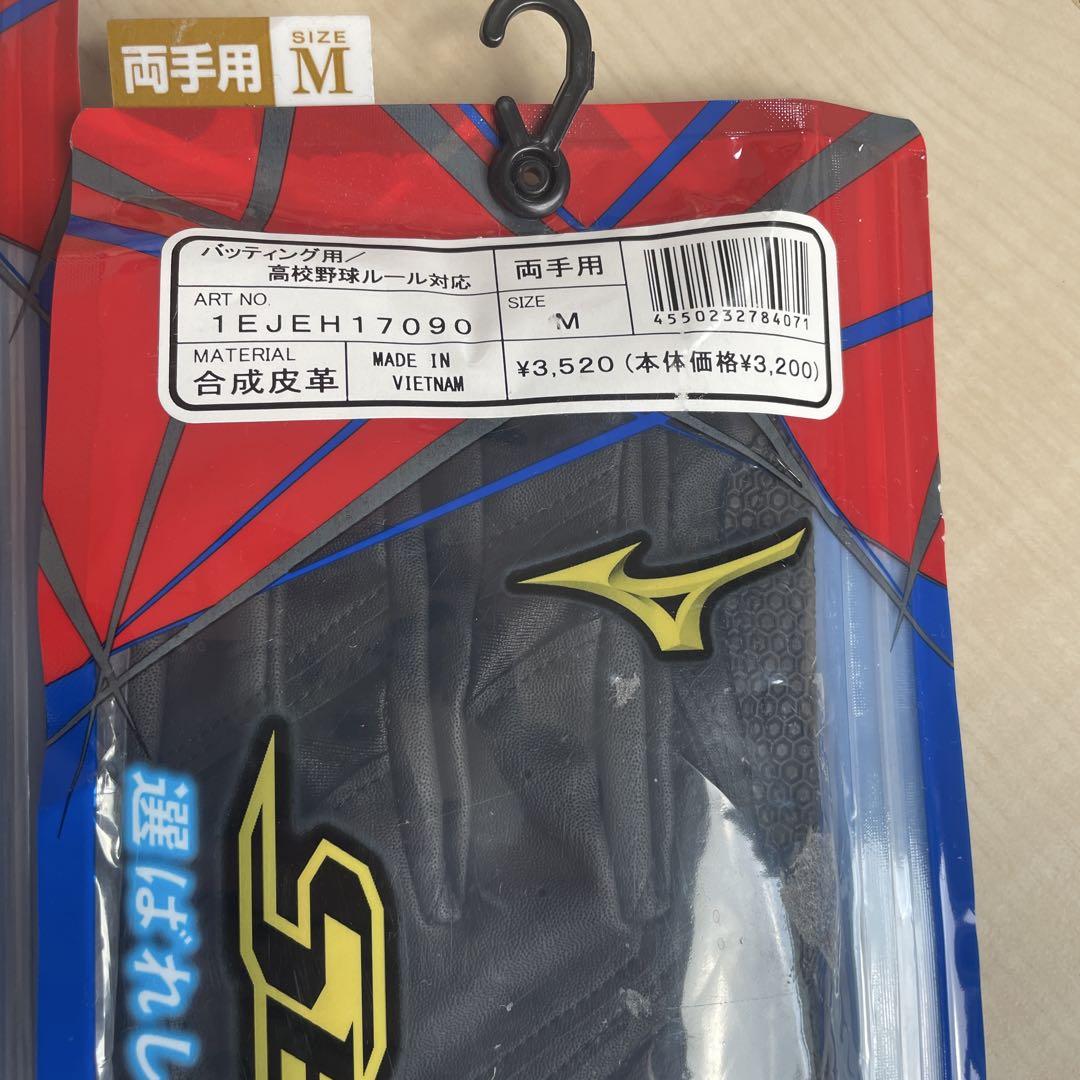 両手用
SIZE
M
バッティング用/
高校野球ルール対応
両手用
ART NO.
1EJEH17090
SIZE
M
4550232784071
MATERIAL
合成皮革
MADE IN
VIETNAM
¥3,520(本体価格¥3,200)
選ばれし